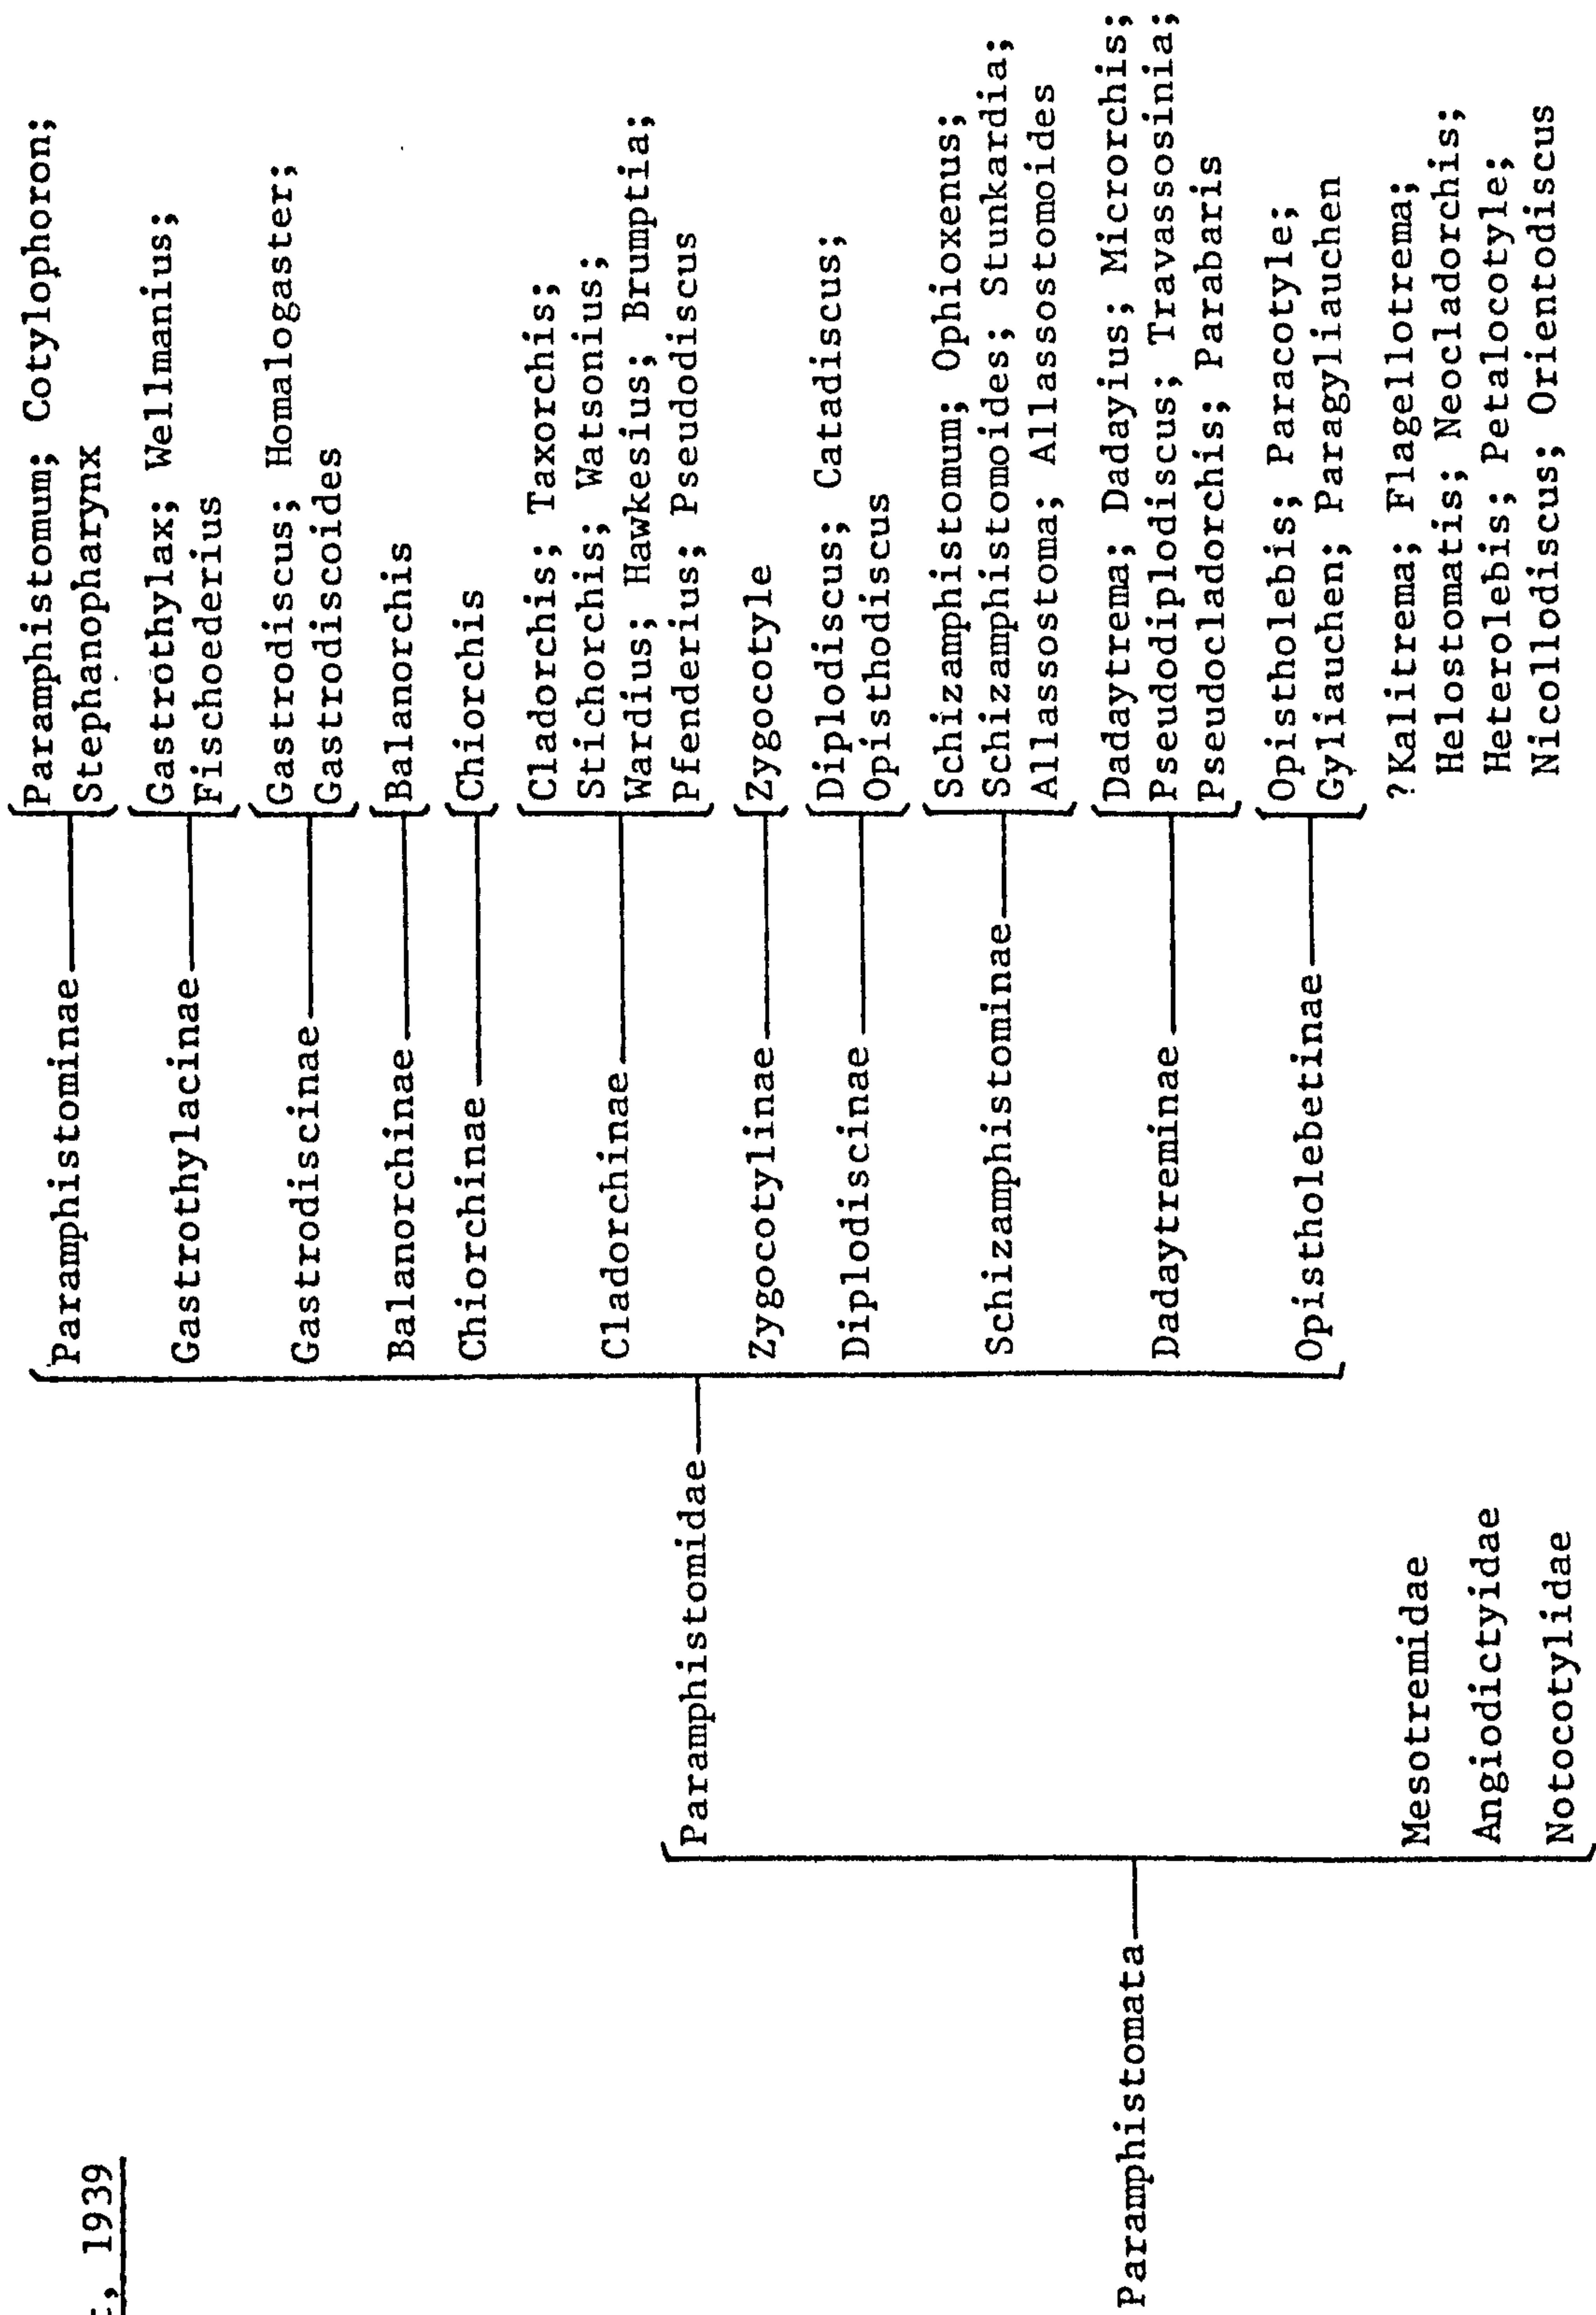 , 1939
Paramphistomata
Paramphistomidae
Mesotremidae
Angiodictyidae
Notocotylidae
Paramphistominae
Paramphistomum; Cotylophoron;
Stephanopharynx
Gastrothylacinae
Gastrothylax; Wellmanius;
Fischoederius
Gastrodiscinae
Gastrodiscus; Homalogaster;
Gastrodiscoides
Balanorchinae
Balanorchis
Chiorchinae
Chiorchis
Cladorchinae
Cladorchis; Taxorchis;
Stichorchis; Watsonius;
Wardius; Hawkesius; Brumptia;
Pfenderius; Pseudodiscus
Zygocotylinae
Zygocotyle
Diplodiscinae
Diplodiscus; Catadiscus;
Opisthodiscus
Schizamphistominae
Schizamphistomum; Ophioxenus;
Schizamphistomoides; Stunkardia;
Allassostoma; Allassostomoides
Dadaytreminae
Dadaytrema; Dadayius; Microrchis;
Pseudodiplodiscus; Travassosinia;
Pseudocladorchis; Parabaris
Opistholebetinae
Opistholebis; Paracotyle;
Gyliauchen; Paragyliauchen
?Kalitrema; Flagellotrema;
Helostomatis; Neocladorchis;
Heterolebis; Petalocotyle;
Nicollodiscus; Orientodiscus